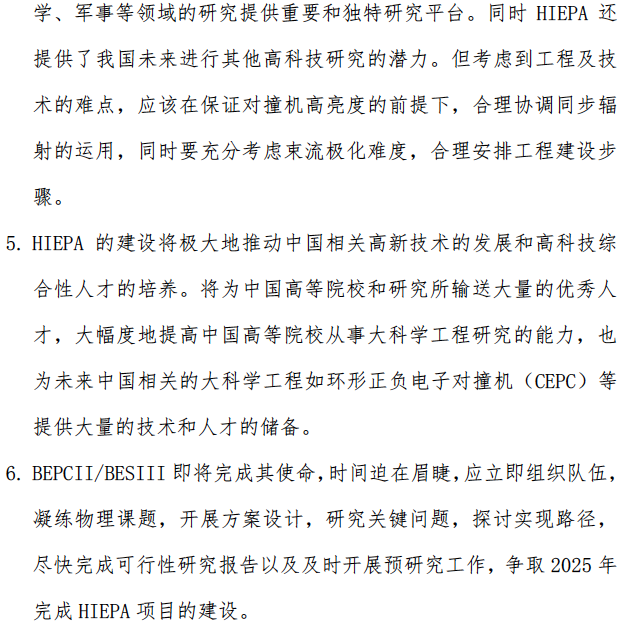 学、军事等领域的研究提供重要和独特研究平台。同时 HIEPA 还
提供了我国未来进行其他高科技研究的潜力。但考虑到工程及技
术的难点，应该在保证对撞机高亮度的前提下，合理协调同步辐
射的运用，同时要充分考虑束流极化难度，合理安排工程建设步
骤。
5. HIEPA 的建设将极大地推动中国相关高新技术的发展和高科技综
合性人才的培养。将为中国高等院校和研究所输送大量的优秀人
才，大幅度地提高中国高等院校从事大科学工程研究的能力，也
为未来中国相关的大科学工程如环形正负电子对撞机（CEPC）等
提供大量的技术和人才的储备。
6. BEPCII/BESIII 即将完成其使命，时间迫在眉睫，应立即组织队伍，
凝练物理课题，开展方案设计，研究关键问题，探讨实现路径，
尽快完成可行性研究报告以及及时开展预研究工作，争取 2025 年
完成 HIEPA 项目的建设。